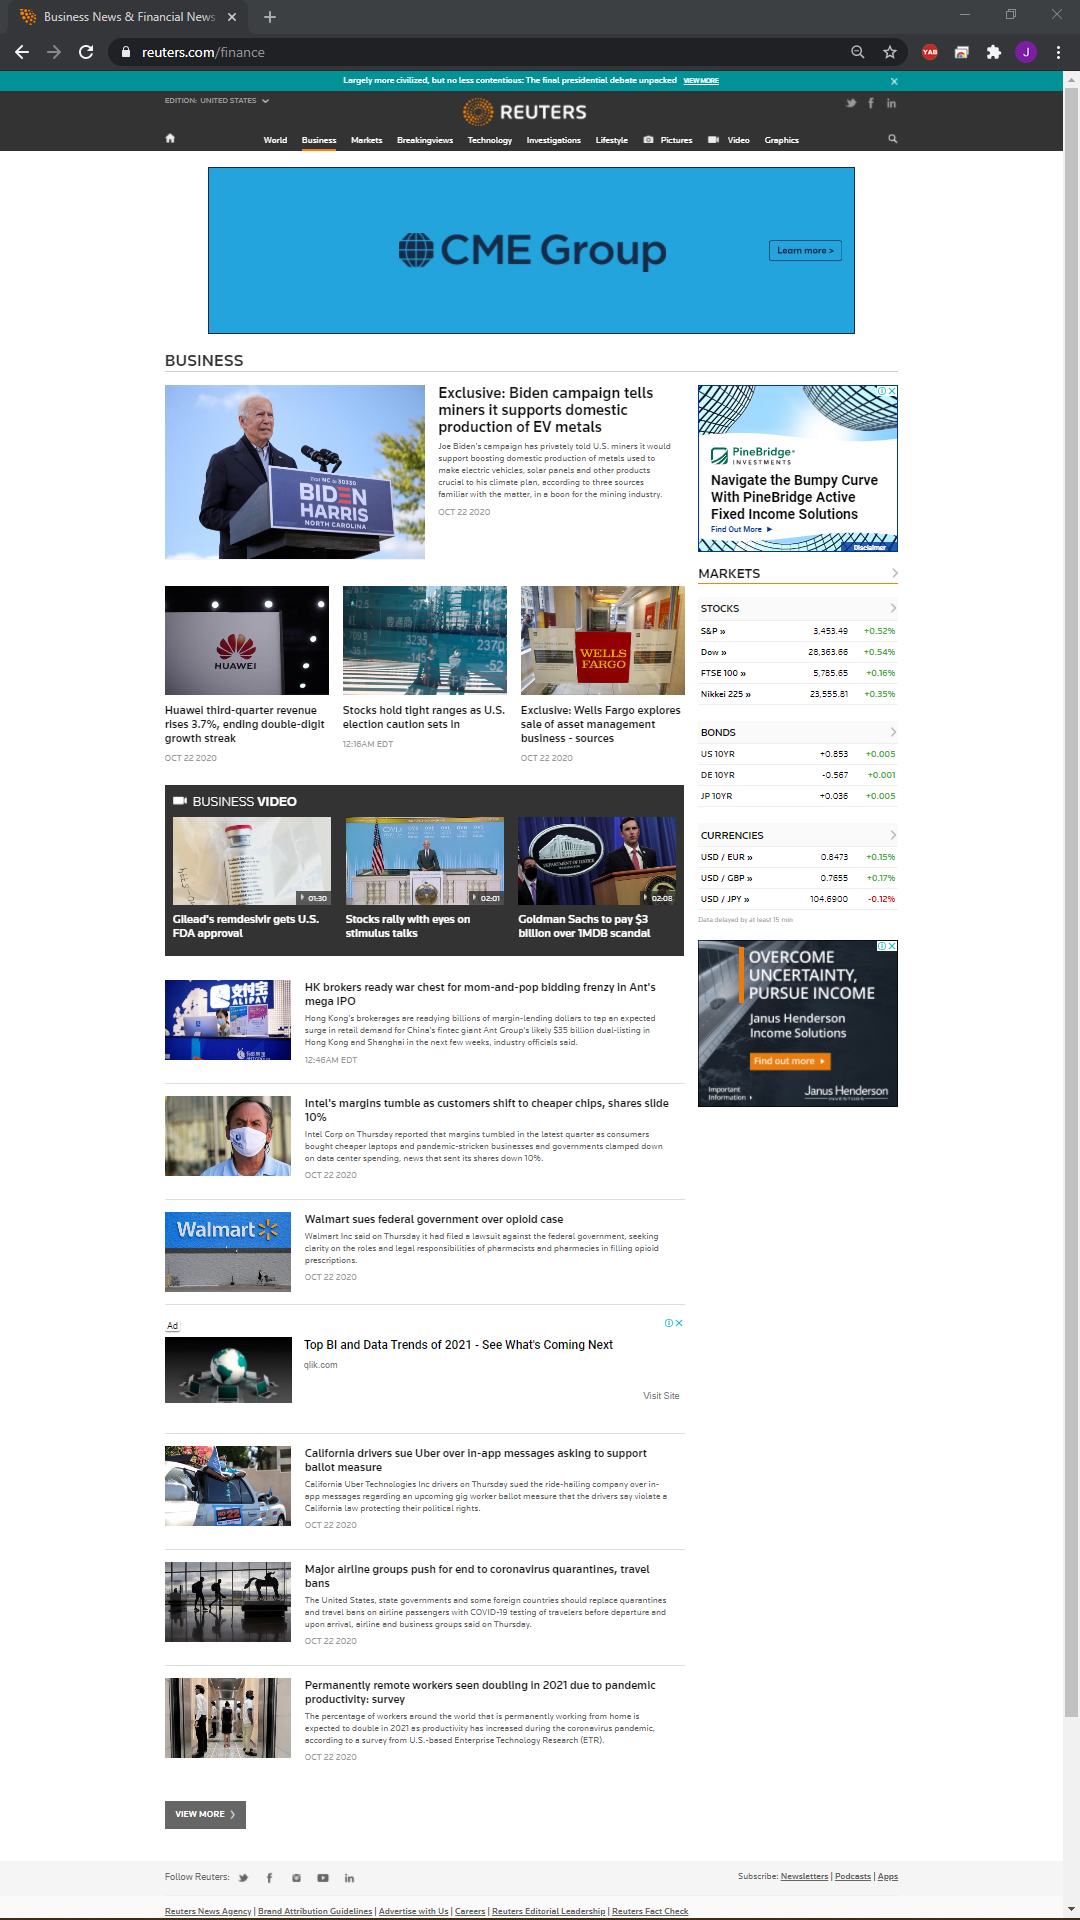 Business News & Financial News
reuters.com/finance
YAB
J
Largely more civilized, but no less contentious: The final presidential debate unpacked VIEW MORE
EDITION: UNITED STATES
REUTERS
World Business Markets Breakingviews Technology Investigations Lifestyle Pictures Video Graphics
CME Group
Learn more >
BUSINESS
Text NC to 30330
BIDEN
HARRIS
NORTH CAROLINA
Exclusive: Biden campaign tells
miners it supports domestic
production of EV metals
Joe Biden's campaign has privately told U.S. miners it would
support boosting domestic production of metals used to
make electric vehicles, solar panels and other products
crucial to his climate plan, according to three sources
familiar with the matter, in a boon for the mining industry.
OCT 22 2020
PineBridge
INVESTMENTS
Navigate the Bumpy Curve
With PineBridge Active
Fixed Income Solutions
Find Out More
Disclaimer
HUAWEI
Huawei third-quarter revenue
rises 3.7%, ending double-digit
growth streak
OCT 22 2020
Stocks hold tight ranges as U.S.
election caution sets in
12:16AM EDT
WELLS
FARGO
Exclusive: Wells Fargo explores
sale of asset management
business - sources
OCT 22 2020
MARKETS
STOCKS
S&P » 3,453.49 +0.52%
Dow » 28,363.66 +0.54%
FTSE 100 » 5,785.65 +0.16%
Nikkei 225 » 23,555.81 +0.35%
BONDS
US 10YR +0.853 +0.005
DE 10YR -0.567 +0.001
JP 10YR +0.036 +0.005
CURRENCIES
USD / EUR » 0.8473 +0.15%
USD / GBP » 0.7655 +0.17%
USD / JPY » 104.6900 -0.12%
Data delayed by at least 15 min
BUSINESS VIDEO
01:30
Gilead's remdesivir gets U.S.
FDA approval
02:01
Stocks rally with eyes on
stimulus talks
DEPARTMENT OF JUSTICE
02:08
Goldman Sachs to pay $3
billion over 1MDB scandal
OVERCOME
UNCERTAINTY,
PURSUE INCOME
Janus Henderson
Income Solutions
Find out more
Important
Information
Janus Henderson
INVESTORS
支付宝
ALIPAY
HK brokers ready war chest for mom-and-pop bidding frenzy in Ant's
mega IPO
Hong Kong's brokerages are readying billions of margin-lending dollars to tap an expected
surge in retail demand for China's fintec giant Ant Group's likely $35 billion dual-listing in
Hong Kong and Shanghai in the next few weeks, industry officials said.
12:46AM EDT
Intel's margins tumble as customers shift to cheaper chips, shares slide
10%
Intel Corp on Thursday reported that margins tumbled in the latest quarter as consumers
bought cheaper laptops and pandemic-stricken businesses and governments clamped down
on data center spending, news that sent its shares down 10%.
OCT 22 2020
Walmart
Walmart sues federal government over opioid case
Walmart Inc said on Thursday it had filed a lawsuit against the federal government, seeking
clarity on the roles and legal responsibilities of pharmacists and pharmacies in filling opioid
prescriptions.
OCT 22 2020
Ad
Top BI and Data Trends of 2021 - See What's Coming Next
qlik.com
Visit Site
California drivers sue Uber over in-app messages asking to support
ballot measure
California Uber Technologies Inc drivers on Thursday sued the ride-hailing company over in-
app messages regarding an upcoming gig worker ballot measure that the drivers say violate a
California law protecting their political rights.
OCT 22 2020
Major airline groups push for end to coronavirus quarantines, travel
bans
The United States, state governments and some foreign countries should replace quarantines
and travel bans on airline passengers with COVID-19 testing of travelers before departure and
upon arrival, airline and business groups said on Thursday.
OCT 22 2020
Permanently remote workers seen doubling in 2021 due to pandemic
productivity: survey
The percentage of workers around the world that is permanently working from home is
expected to double in 2021 as productivity has increased during the coronavirus pandemic,
according to a survey from U.S.-based Enterprise Technology Research (ETR).
OCT 22 2020
VIEW MORE
Follow Reuters:
Subscribe: Newsletters | Podcasts | Apps
Reuters News Agency | Brand Attribution Guidelines | Advertise with Us | Careers | Reuters Editorial Leadership | Reuters Fact Check